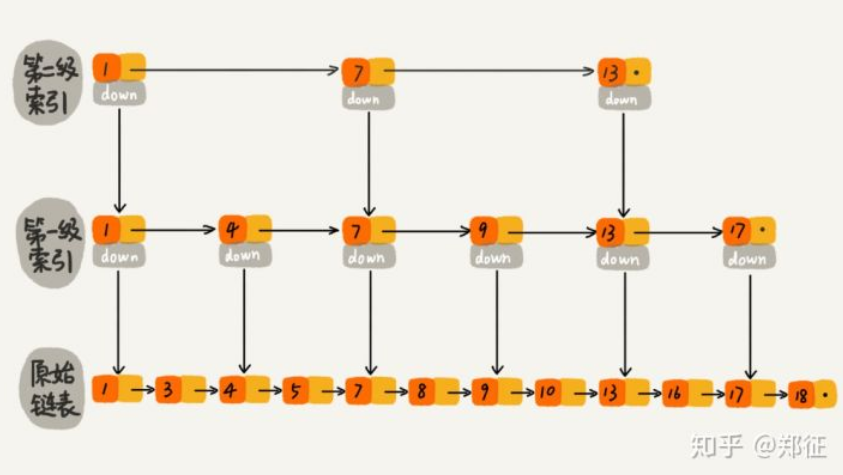 第二级
索引
1 7 13
down down down
第一级
索引
1 4 7 9 13 17
down down down down down down
原始
链表
1 3 4 5 7 8 9 10 13 16 17 18
知乎 @郑征